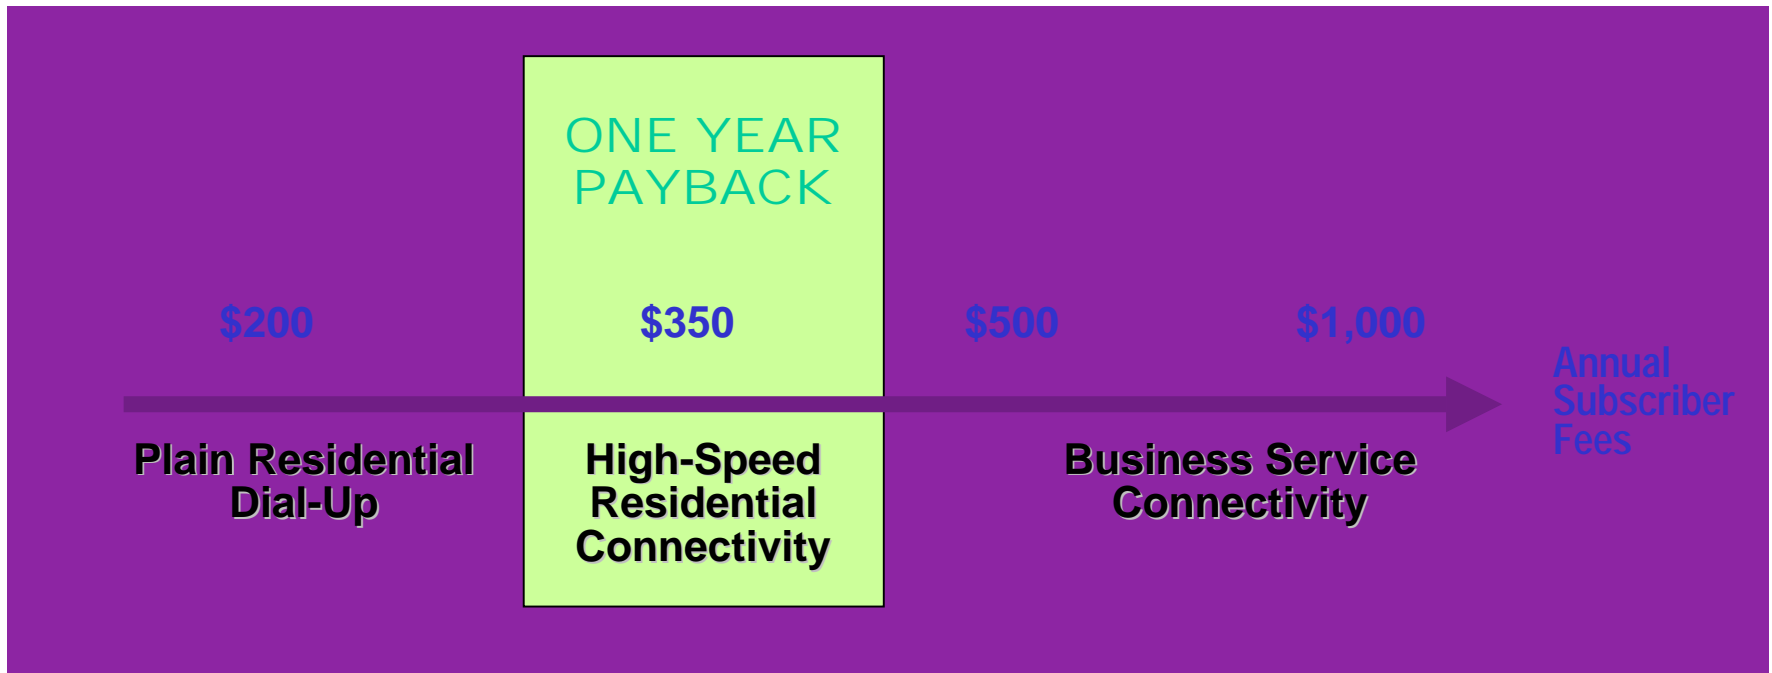 ONE YEAR
PAYBACK
$200
$350
$500
$1,000
Annual
Subscriber
Fees
Plain Residential
Dial-Up
High-Speed
Residential
Connectivity
Business Service
Connectivity